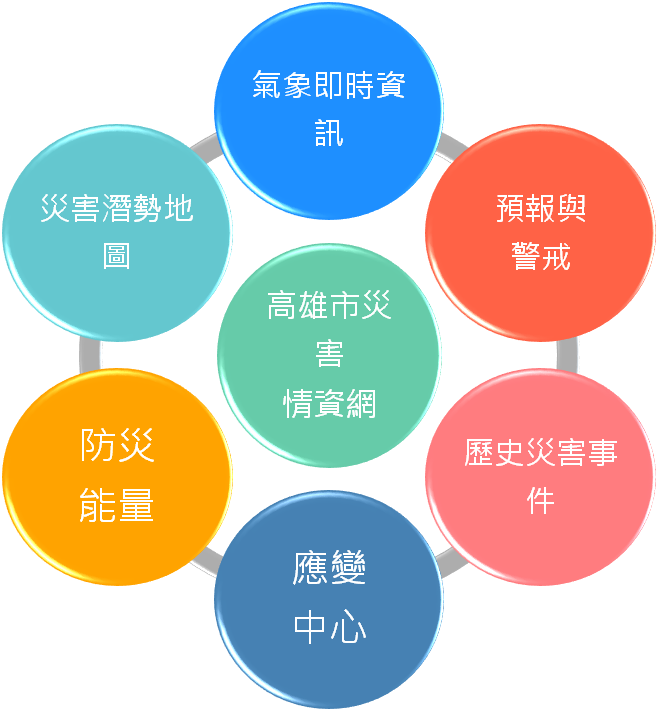 氣象即時資
訊
災害潛勢地
圖
預報與
警戒
高雄市災
害
情資網
防災
能量
歷史災害事
件
應變
中心